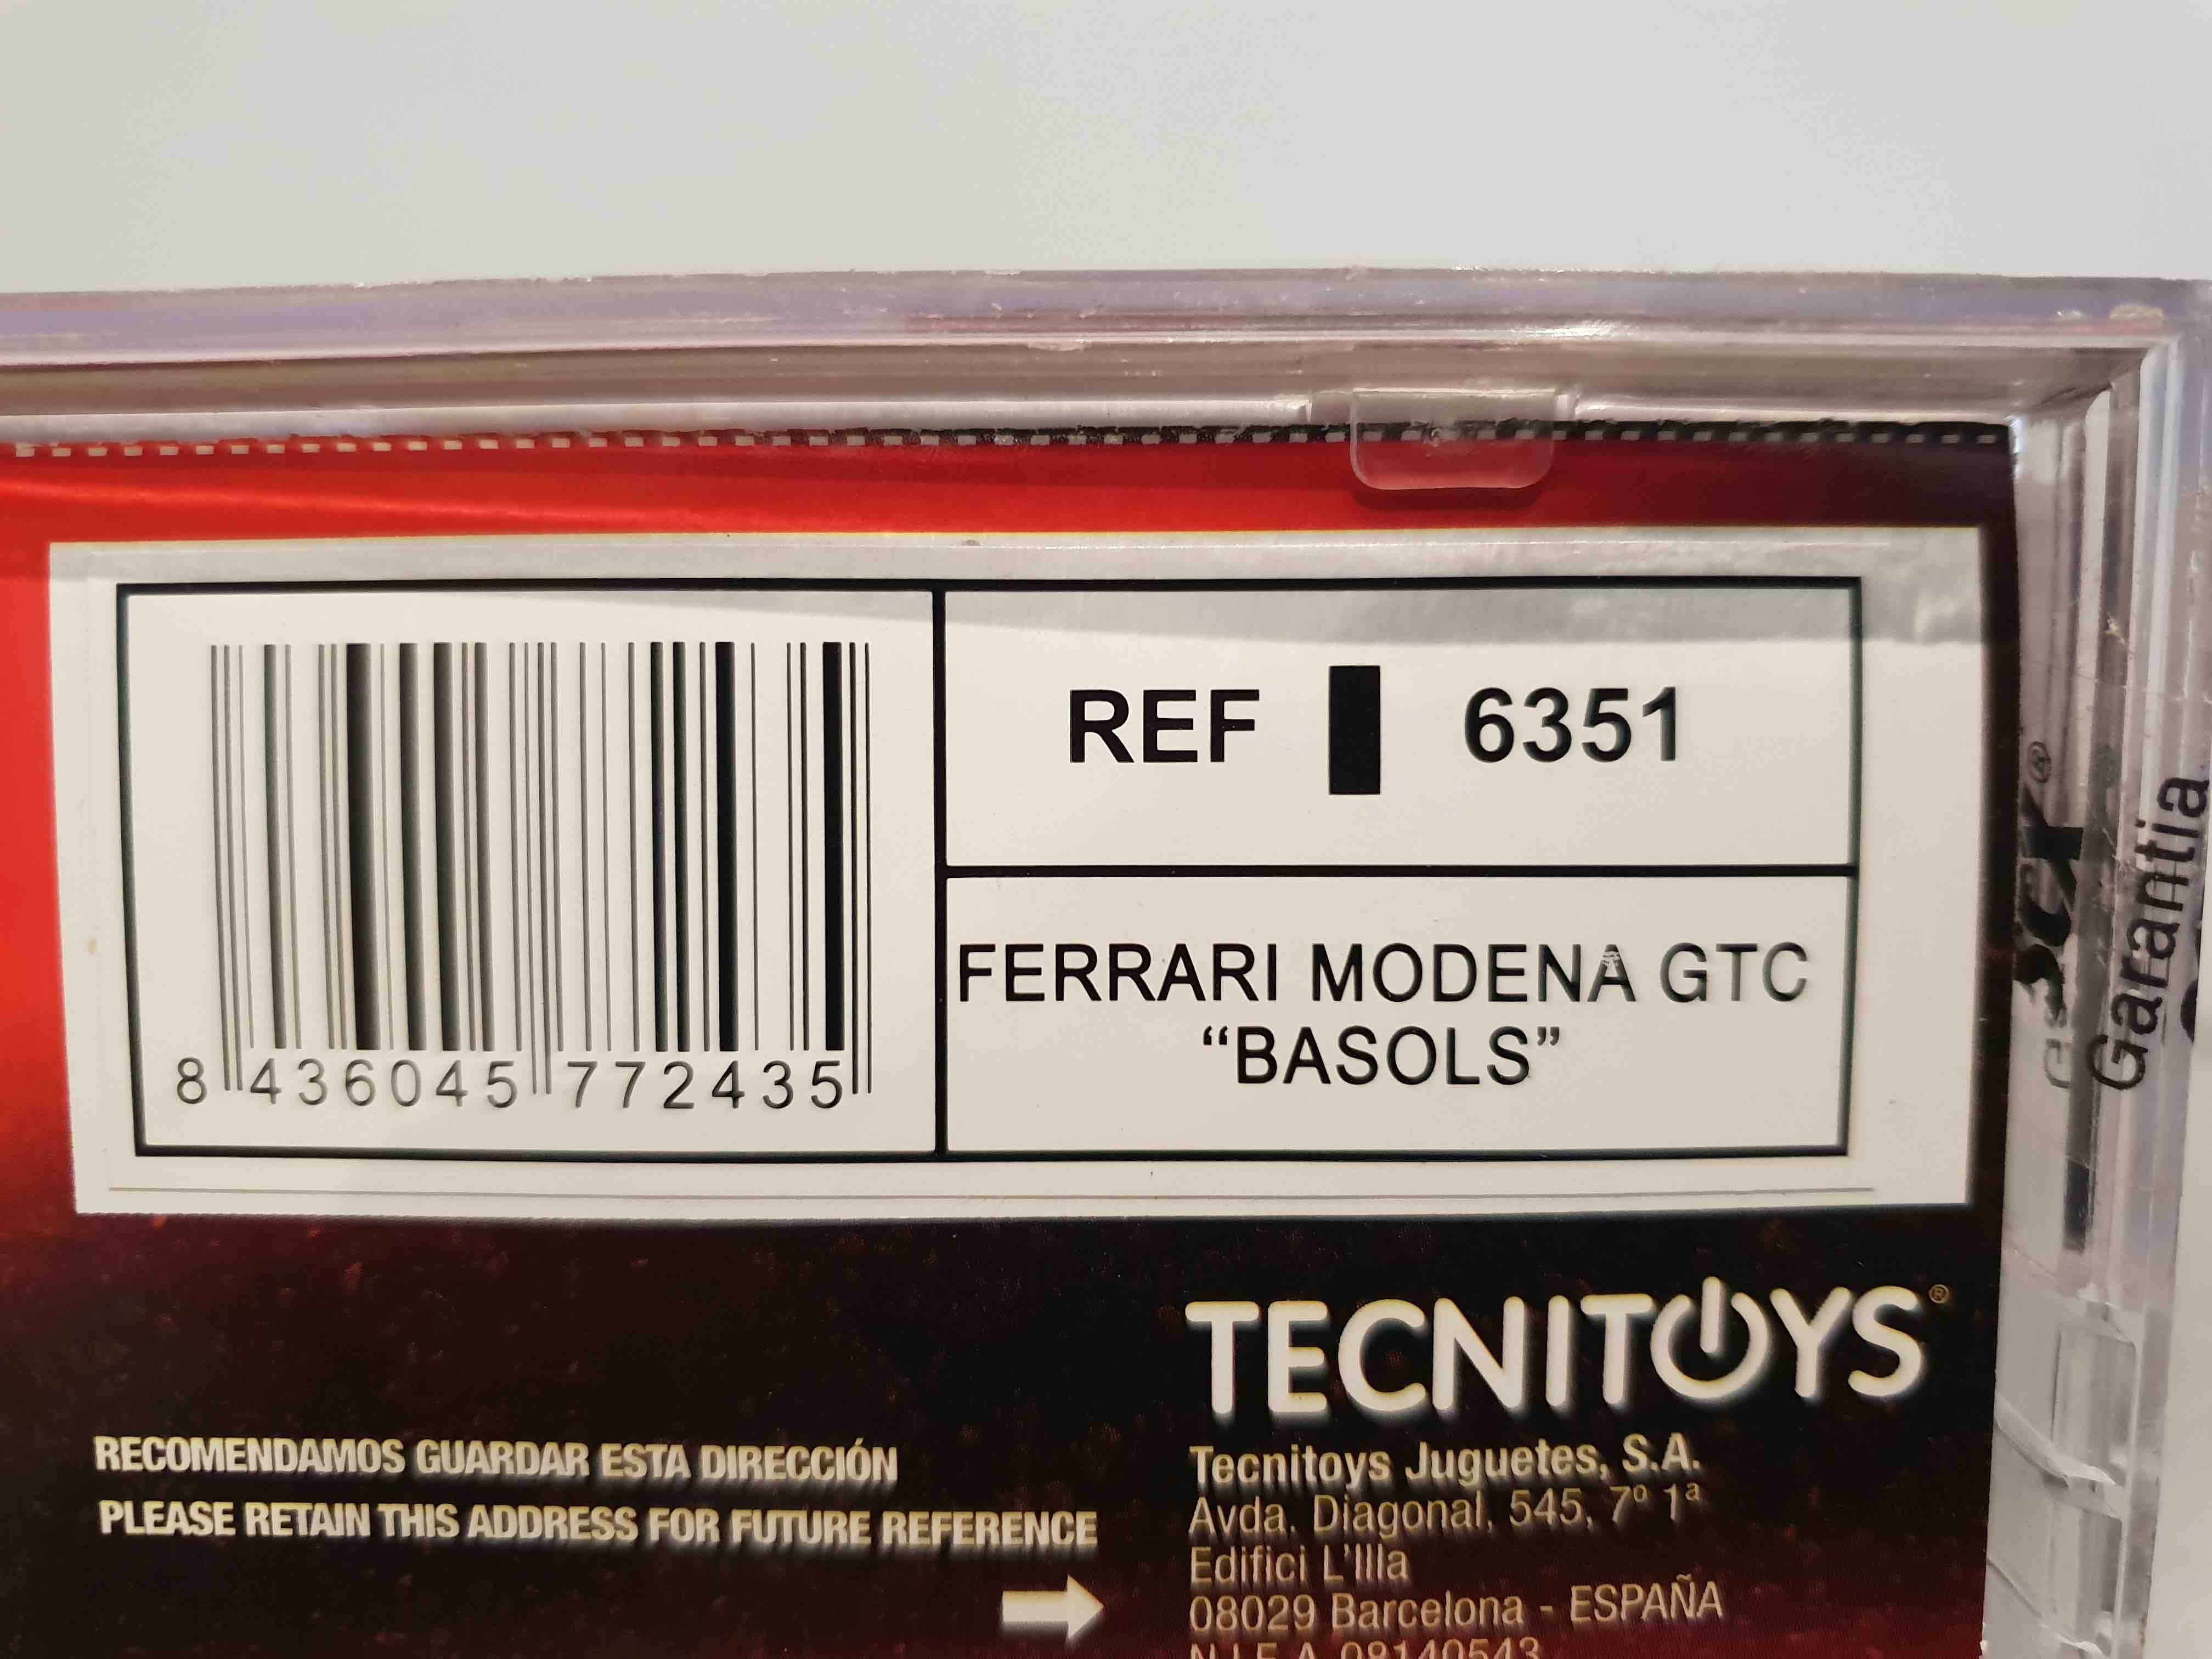 8 436045 772435
REF 6351
FERRARI MODENA GTC
“BASOLS”
TECNITOYS®
RECOMENDAMOS GUARDAR ESTA DIRECCIÓN
PLEASE RETAIN THIS ADDRESS FOR FUTURE REFERENCE
Tecnitoys Juguetes, S.A.
Avda. Diagonal, 545, 7º 1ª
Edifici L'Illa
08029 Barcelona - ESPAÑA
N.I.F. A 08140543
Garantia